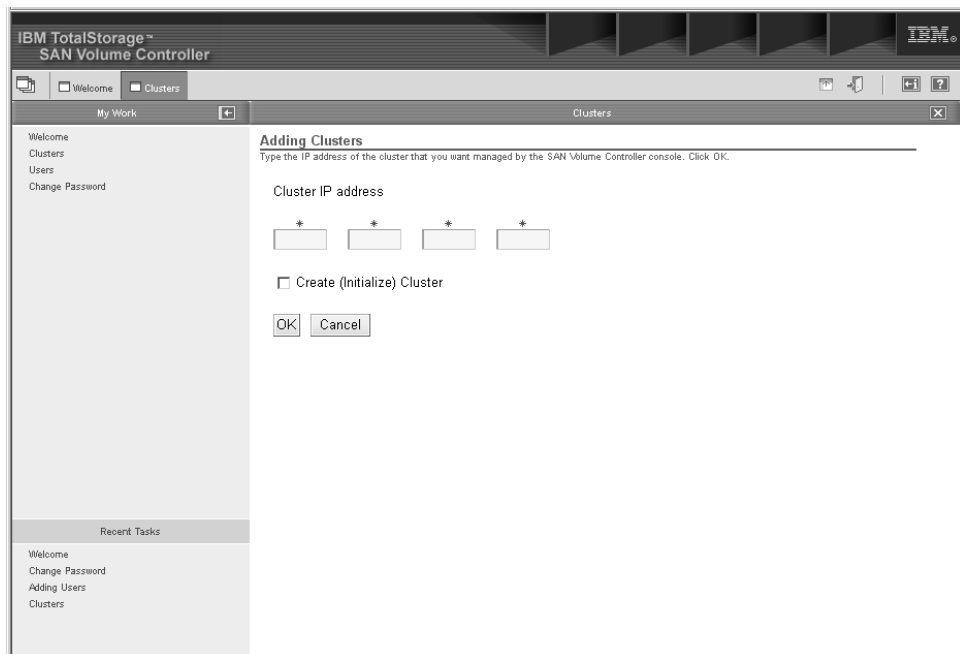 IBM TotalStorage™
SAN Volume Controller
IBM®
Welcome
Clusters
?
My Work
Clusters
Welcome
Clusters
Users
Change Password
Adding Clusters
Type the IP address of the cluster that you want managed by the SAN Volume Controller console. Click OK.
Cluster IP address
* * * *
Create (Initialize) Cluster
OK Cancel
Recent Tasks
Welcome
Change Password
Adding Users
Clusters